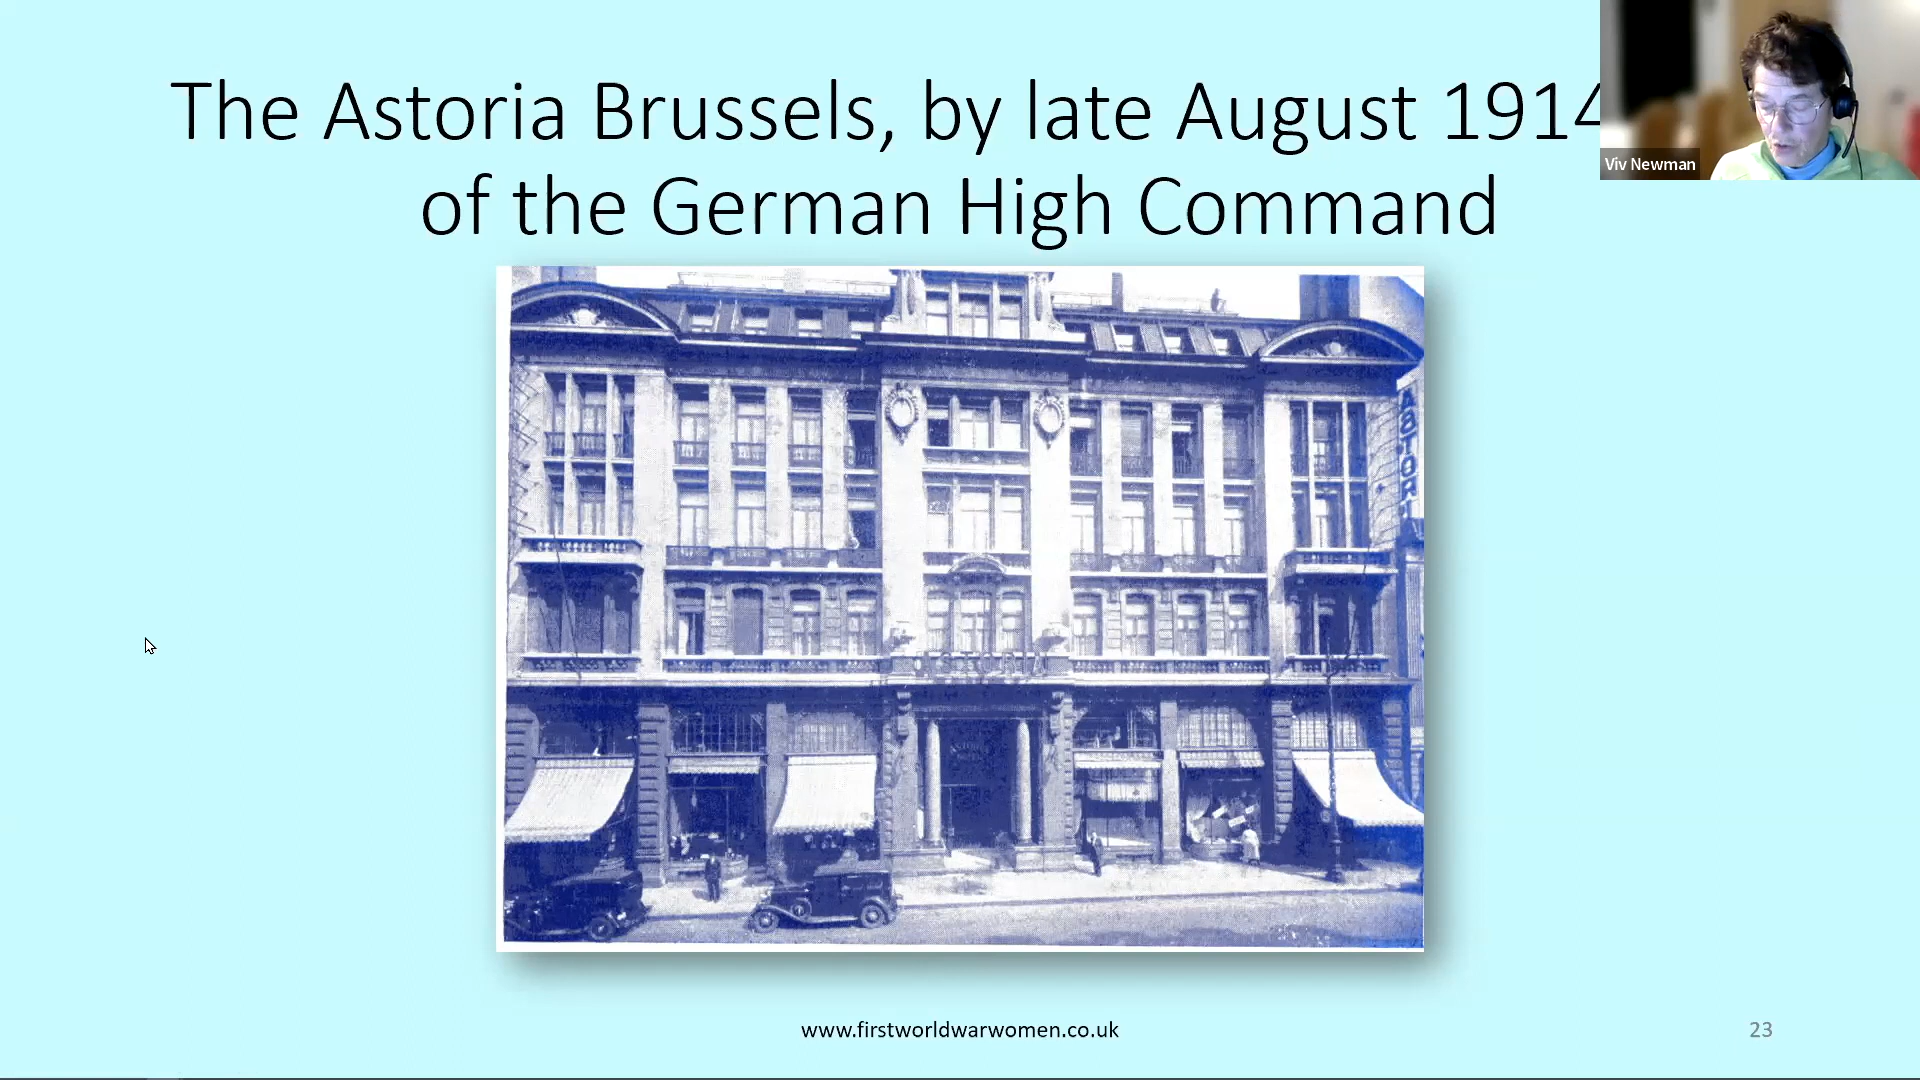 The Astoria Brussels, by late August 1914
of the German High Command
Viv Newman
ASTORIA
ASTORIA
www.firstworldwarwomen.co.uk
23